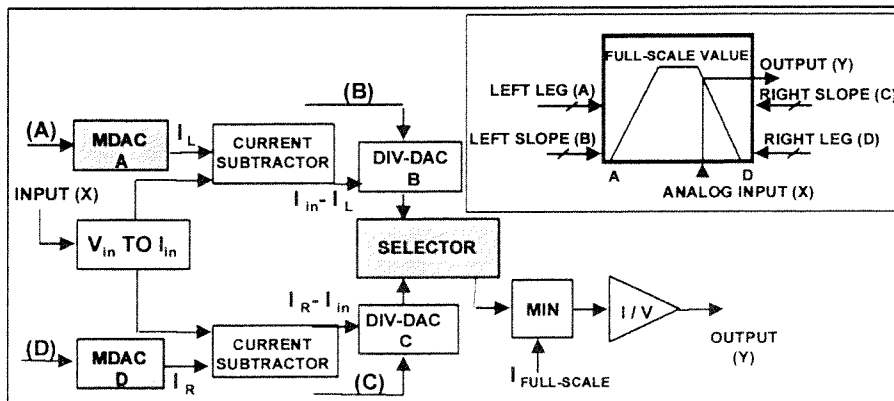 (A)
MDAC
A
I L
CURRENT
SUBTRACTOR
(B)
DIV-DAC
B
I in - I L
INPUT (X)
V in TO I in
SELECTOR
I R - I in
DIV-DAC
C
(D)
MDAC
D
I R
CURRENT
SUBTRACTOR
(C)
MIN
I FULL-SCALE
I / V
OUTPUT
(Y)
FULL-SCALE VALUE
OUTPUT (Y)
LEFT LEG (A)
RIGHT SLOPE (C)
LEFT SLOPE (B)
RIGHT LEG (D)
A
D
ANALOG INPUT (X)